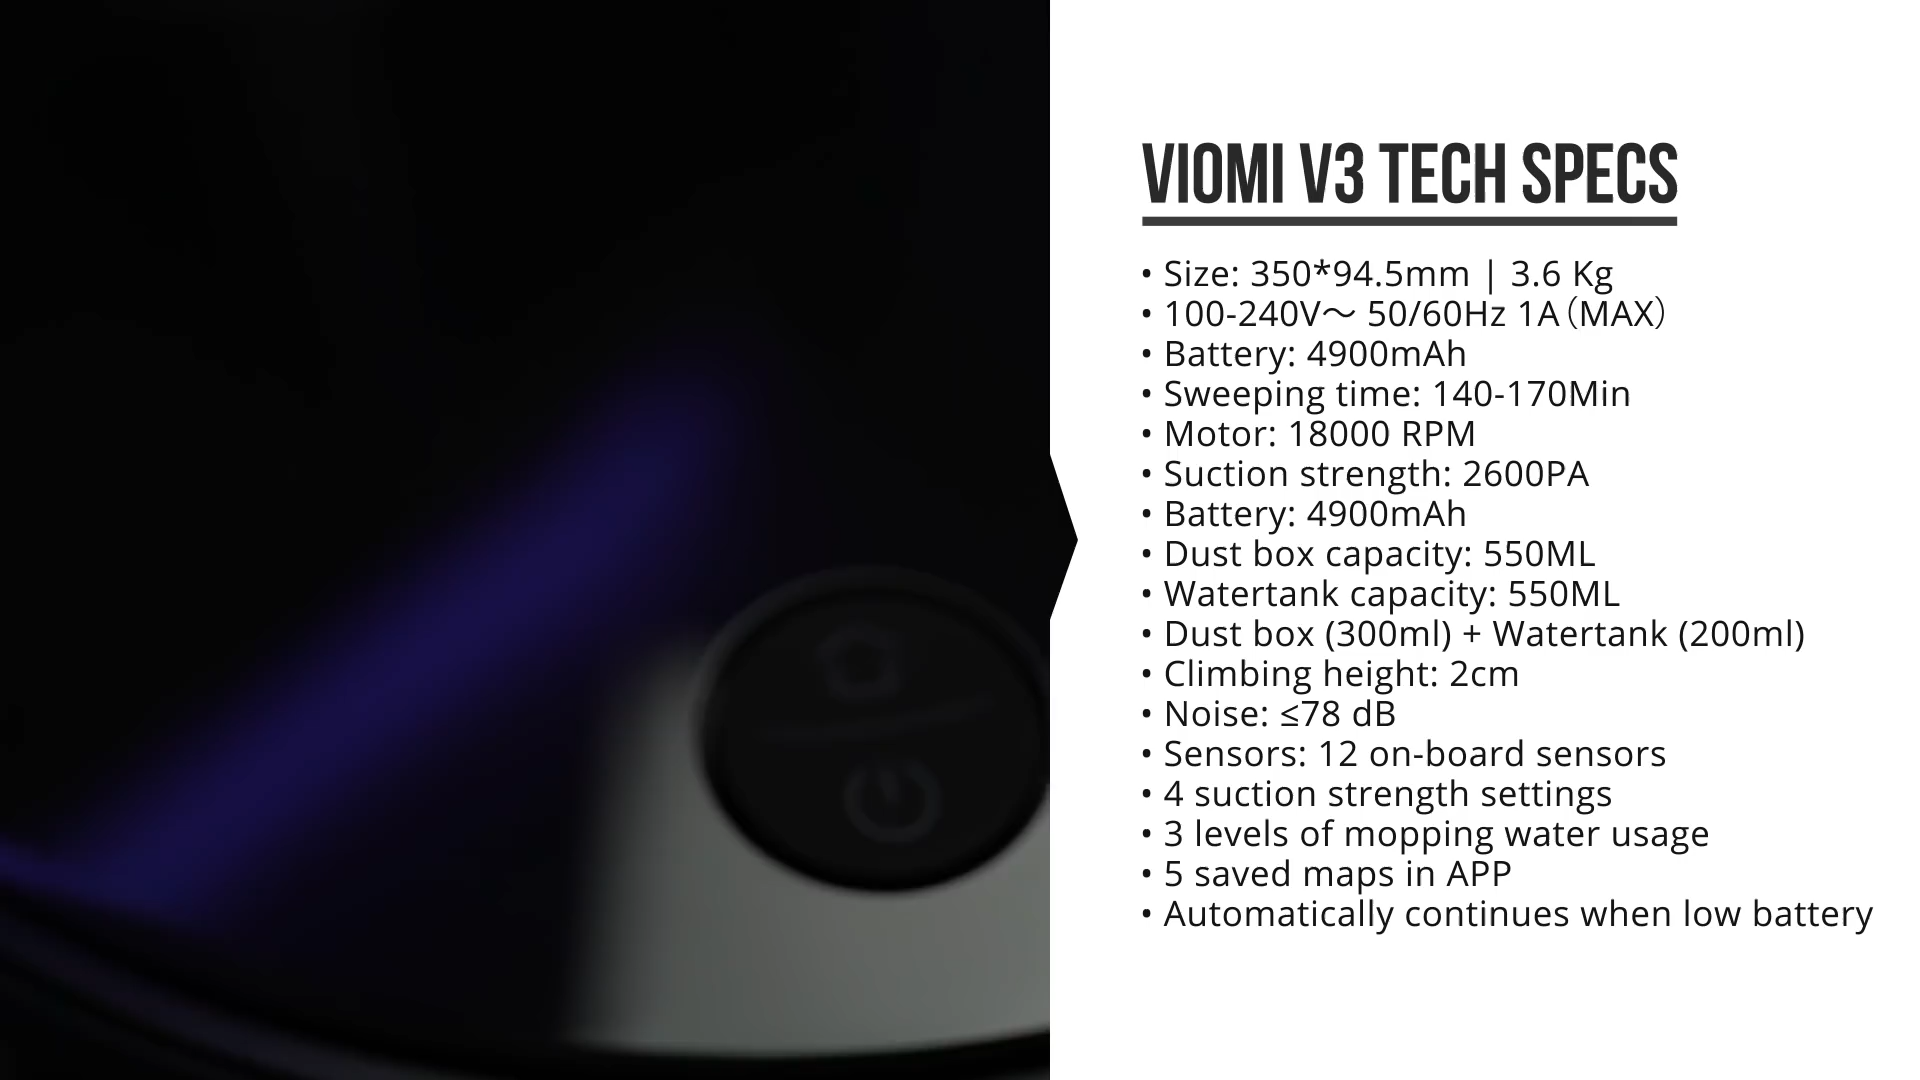 VIOMI V3 TECH SPECS
• Size: 350*94.5mm | 3.6 Kg
• 100-240V～ 50/60Hz 1A（MAX）
• Battery: 4900mAh
• Sweeping time: 140-170Min
• Motor: 18000 RPM
• Suction strength: 2600PA
• Battery: 4900mAh
• Dust box capacity: 550ML
• Watertank capacity: 550ML
• Dust box (300ml) + Watertank (200ml)
• Climbing height: 2cm
• Noise: ≤78 dB
• Sensors: 12 on-board sensors
• 4 suction strength settings
• 3 levels of mopping water usage
• 5 saved maps in APP
• Automatically continues when low battery